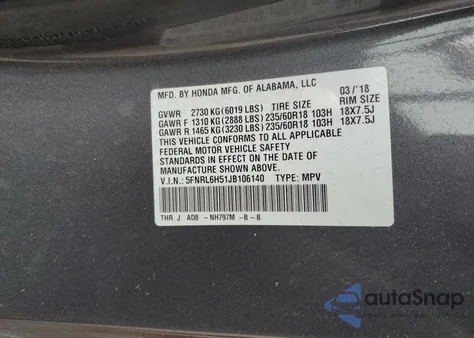 MFD. BY HONDA MFG. OF ALABAMA, LLC 03/'18
GVWR 2730 KG(6019 LBS) TIRE SIZE RIM SIZE
GAWR F 1310 KG(2888 LBS)235/60R18 103H 18X7.5J
GAWR R 1465 KG(3230 LBS)235/60R18 103H 18X7.5J
THIS VEHICLE CONFORMS TO ALL APPLICABLE
FEDERAL MOTOR VEHICLE SAFETY
STANDARDS IN EFFECT ON THE DATE OF
MANUFACTURE SHOWN ABOVE.
V.I.N.: 5FNRL6H51JB106140 TYPE: MPV
THR J AD8 -NH797M -B -B
autoSnap